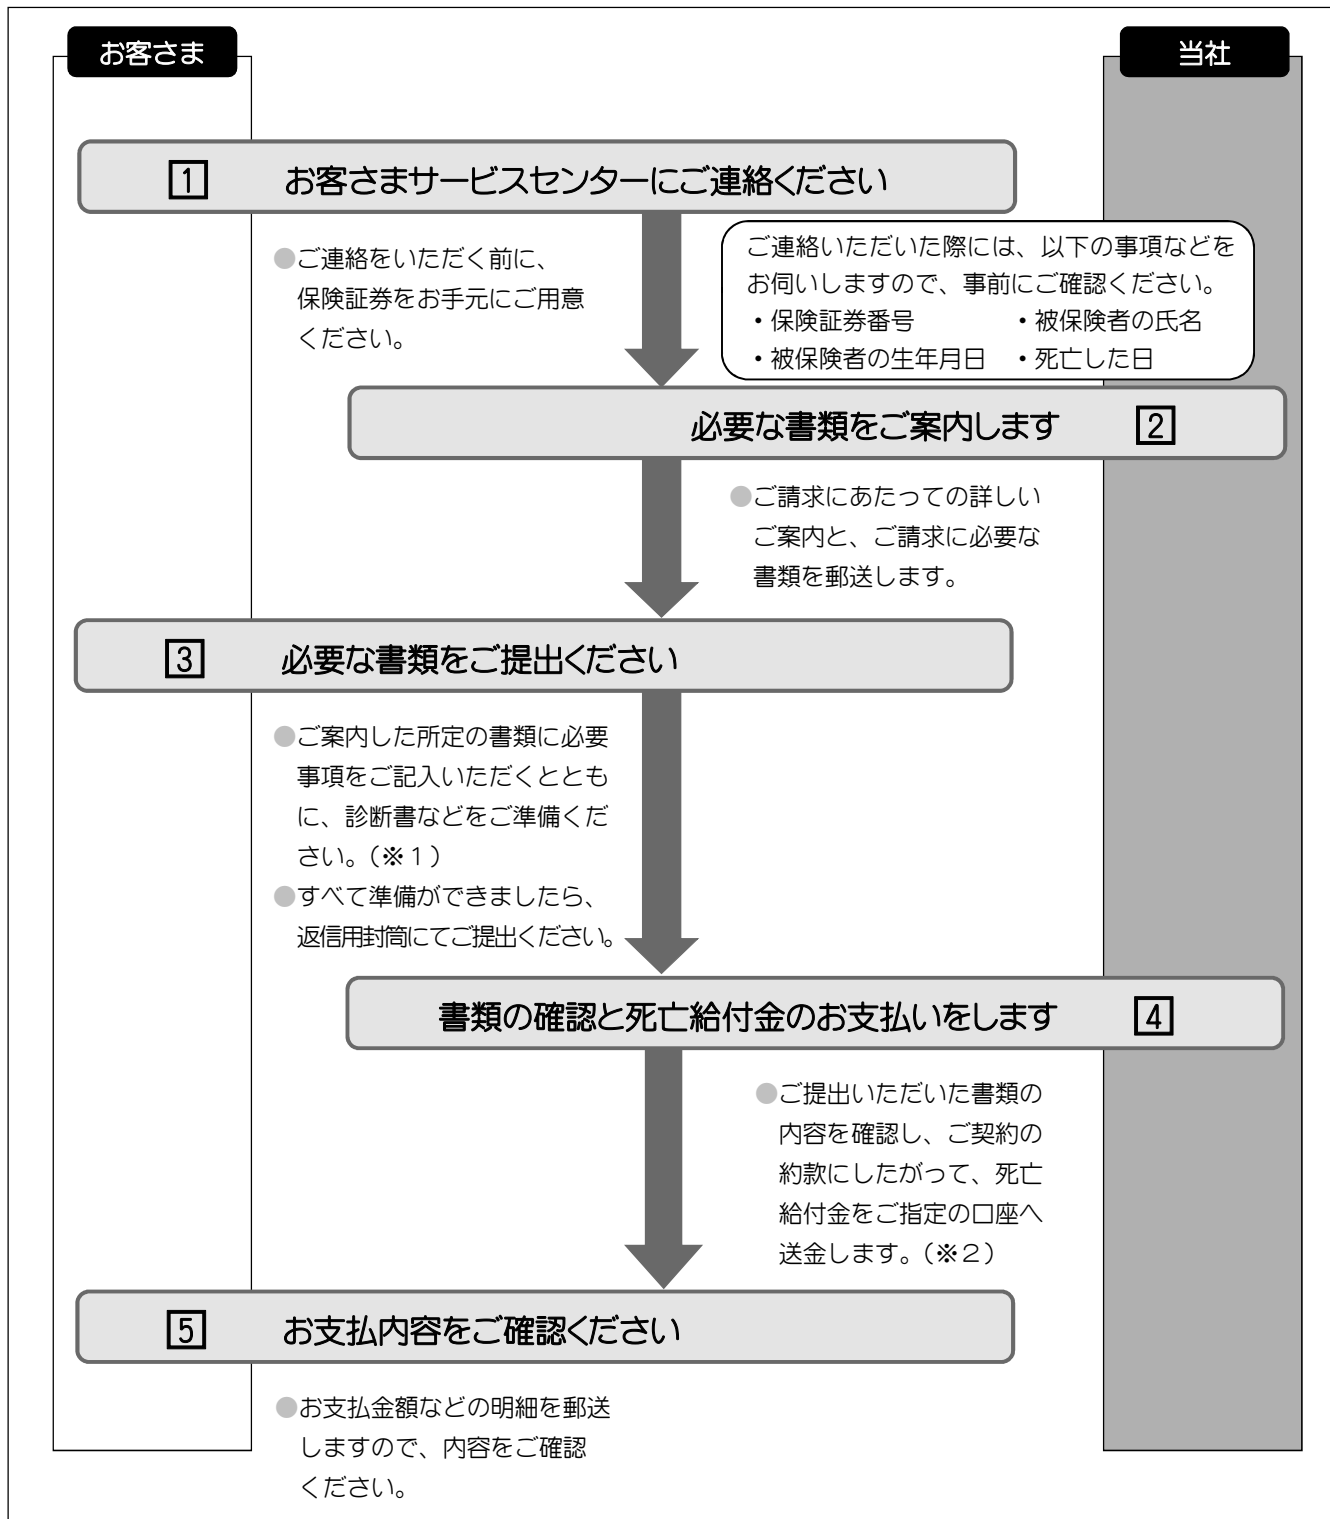 お客さま
当社
1 お客さまサービスセンターにご連絡ください
●ご連絡をいただく前に、
保険証券をお手元にご用意
ください。
ご連絡いただいた際には、以下の事項などを
お伺いしますので、事前にご確認ください。
・保険証券番号 ・被保険者の氏名
・被保険者の生年月日 ・死亡した日
必要な書類をご案内します 2
●ご請求にあたっての詳しい
ご案内と、ご請求に必要な
書類を郵送します。
3 必要な書類をご提出ください
●ご案内した所定の書類に必要
事項をご記入いただくととも
に、診断書などをご準備くだ
さい。(※1)
●すべて準備ができましたら、
返信用封筒にてご提出ください。
書類の確認と死亡給付金のお支払いをします 4
●ご提出いただいた書類の
内容を確認し、ご契約の
約款にしたがって、死亡
給付金をご指定の口座へ
送金します。(※2)
5 お支払内容をご確認ください
●お支払金額などの明細を郵送
しますので、内容をご確認
ください。